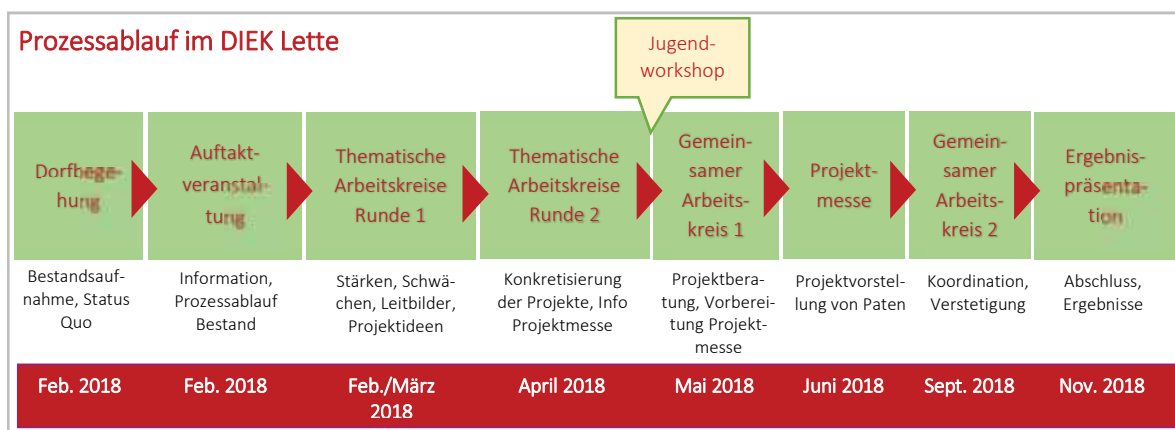 Prozessablauf im DIEK Lette
Jugend-
workshop
Dorfbege-
hung
Auftakt-
veranstal-
tung
Thematische
Arbeitskreise
Runde 1
Thematische
Arbeitskreise
Runde 2
Gemein-
samer
Arbeits-
kreis 1
Projekt-
messe
Gemein-
samer
Arbeits-
kreis 2
Ergebnis-
präsenta-
tion
Bestandsauf-
nahme, Status
Quo
Information,
Prozessablauf
Bestand
Stärken, Schwä-
chen, Leitbilder,
Projektideen
Konkretisierung
der Projekte, Info
Projektmesse
Projektbera-
tung, Vorberei-
tung Projekt-
messe
Projektvorstel-
lung von Paten
Koordination,
Verstetigung
Abschluss,
Ergebnisse
Feb. 2018
Feb. 2018
Feb./März
2018
April 2018
Mai 2018
Juni 2018
Sept. 2018
Nov. 2018